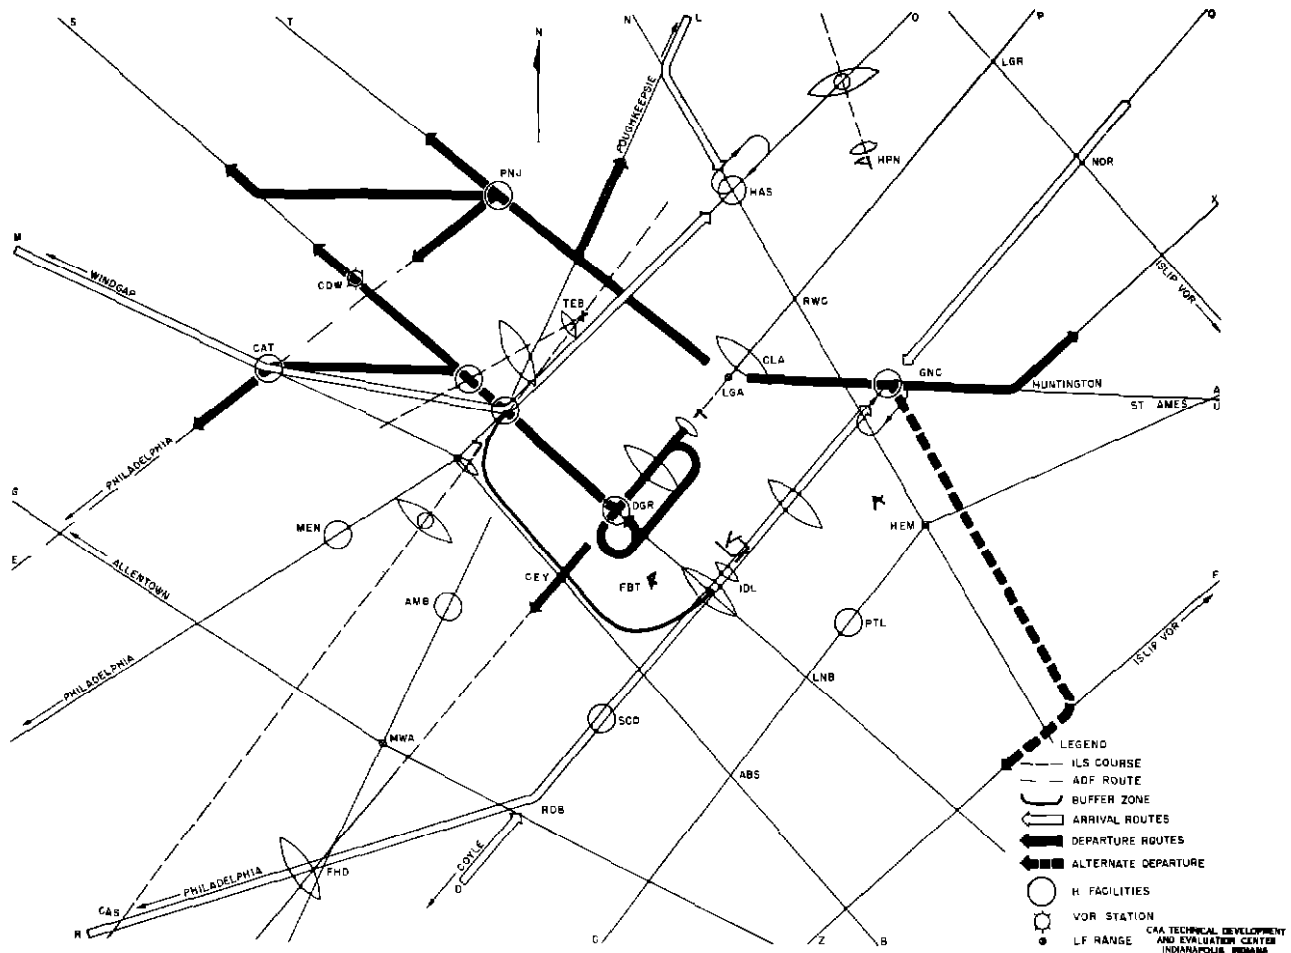 S
T
N
N
L
O
P
Q
LGR
POUGHKEEPSIE
HPN
NOR
PNJ
HAS
X
M
WINDGAP
CDW
ISLIP VOR
TEB
RWC
CAT
CLA
GNC
LGA
HUNTINGTON
A
ST AMES
U
PHILADELPHIA
G
DGR
MEN
HEM
E
ALLENTOWN
CEY
FBT
IDL
F
AMB
PTL
ISLIP VOR
PHILADELPHIA
LNB
SCD
MWA
ABS
RDB
COYLE
D
FHD
PHILADELPHIA
CAS
R
C
Z
B
LEGEND
ILS COURSE
ADF ROUTE
BUFFER ZONE
ARRIVAL ROUTES
DEPARTURE ROUTES
ALTERNATE DEPARTURE
H FACILITIES
VOR STATION
LF RANGE
CAA TECHNICAL DEVELOPMENT
AND EVALUATION CENTER
INDIANAPOLIS INDIANA